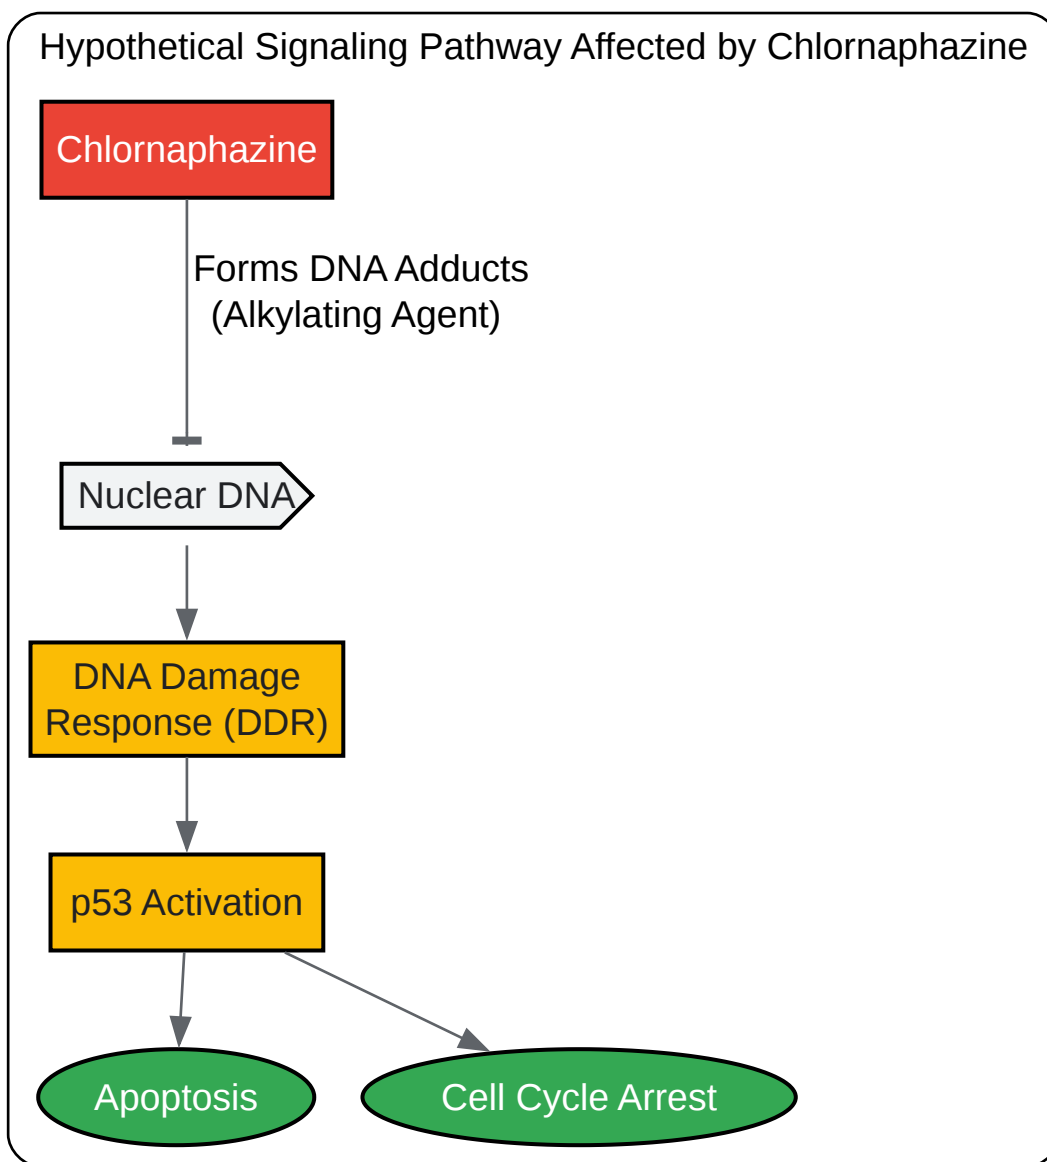 Hypothetical Signaling Pathway Affected by Chlornaphazine
Chlornaphazine
Forms DNA Adducts
(Alkylating Agent)
Nuclear DNA
DNA Damage
Response (DDR)
p53 Activation
Apoptosis
Cell Cycle Arrest